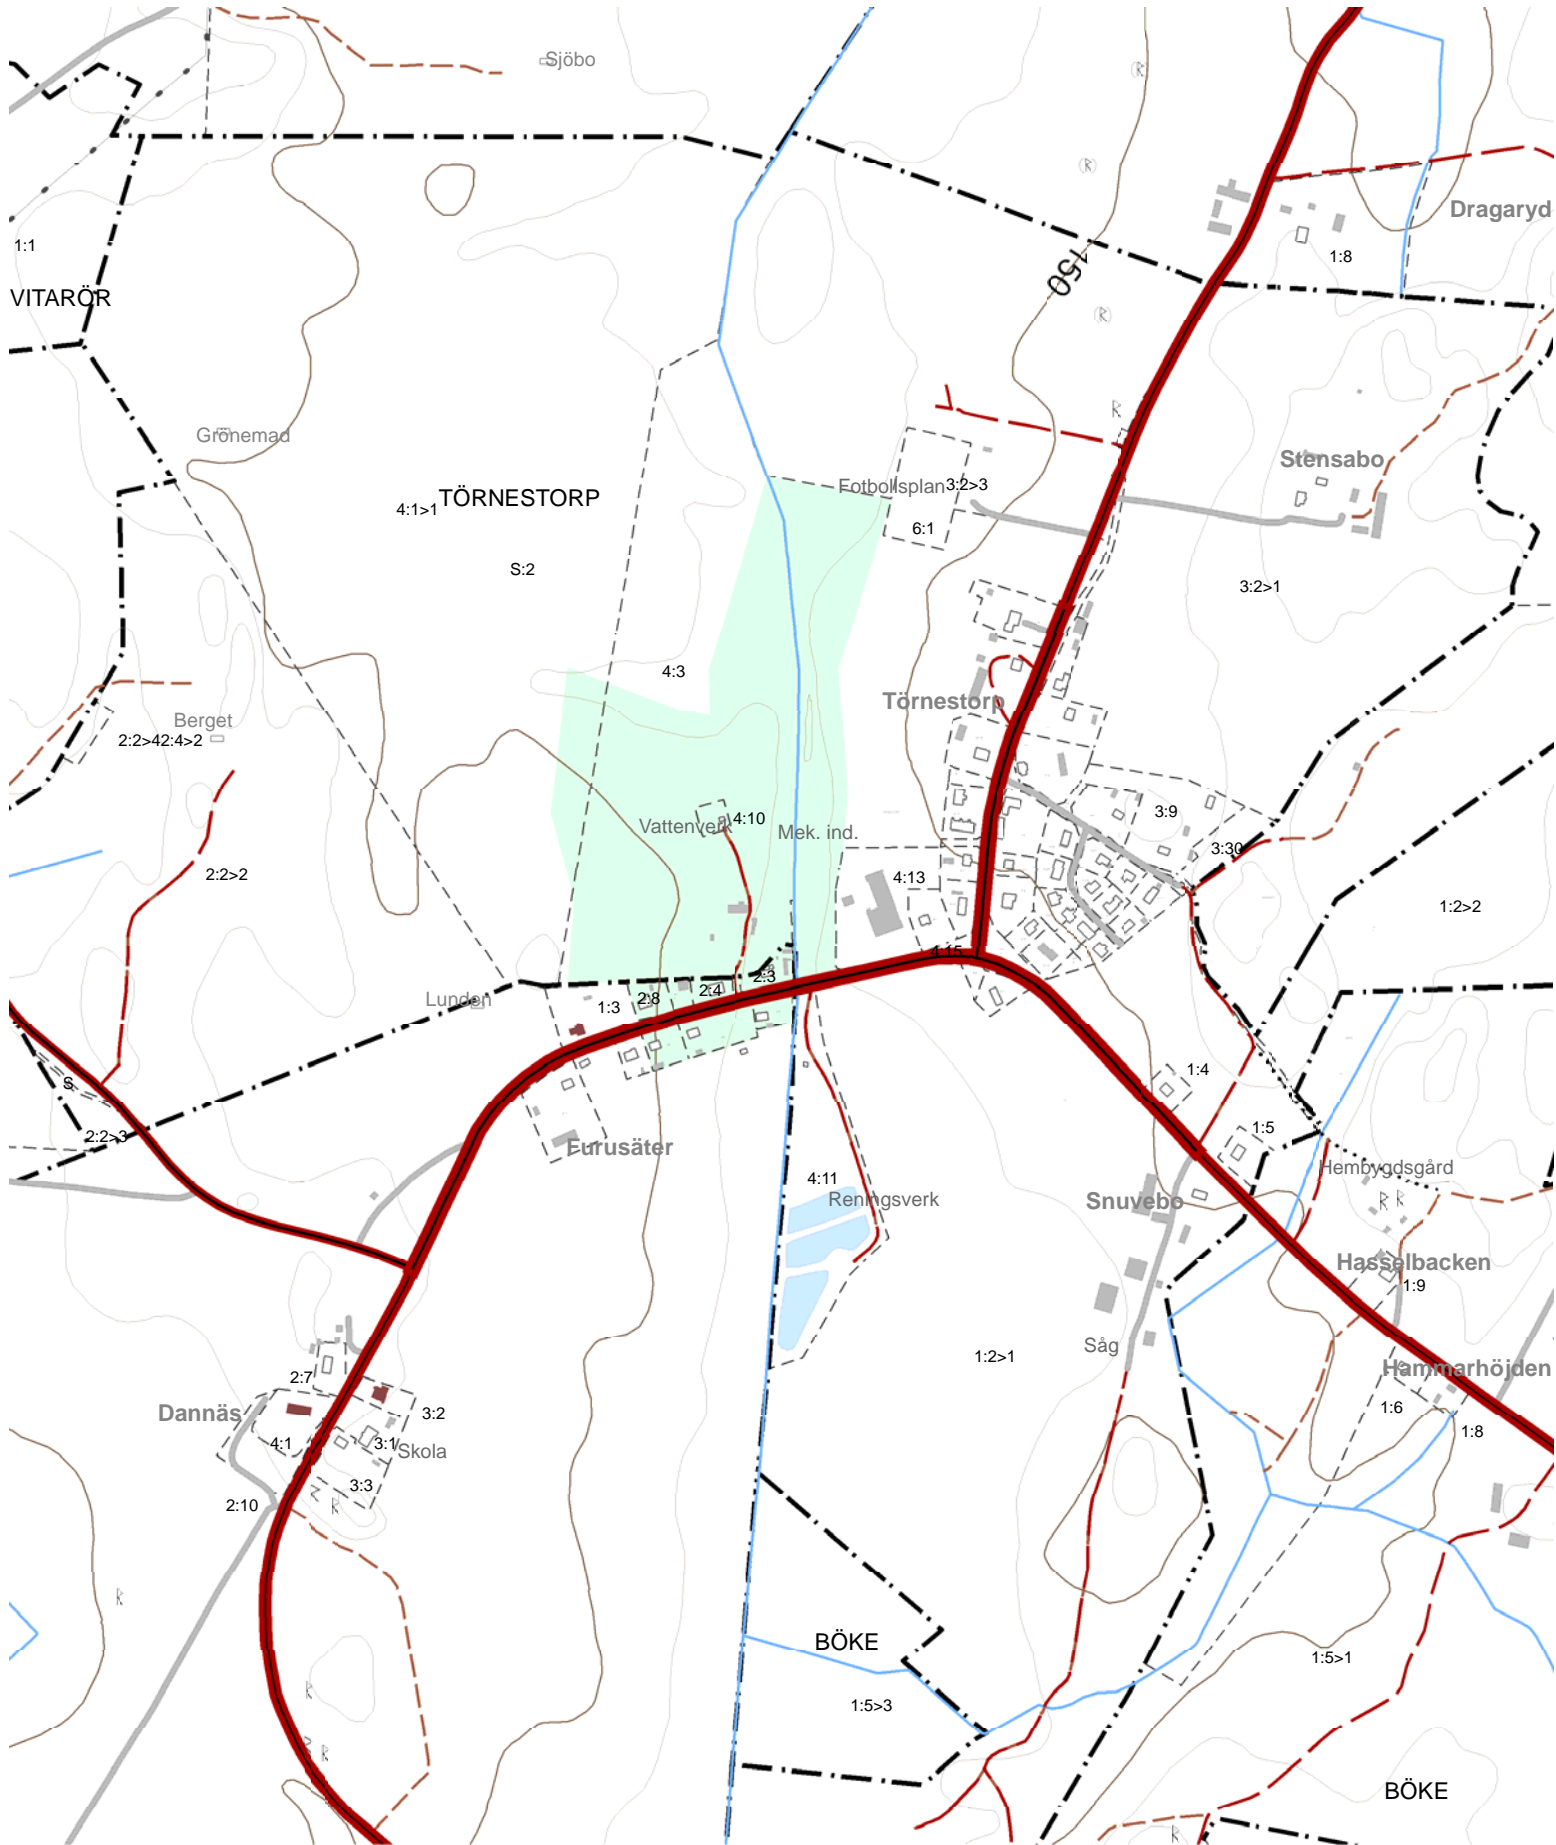 Sjöbo
Dragaryd
1:1
1:8
150
VITARÖR
Grönemad
Stensabo
Fotbollsplan
3:2>3
4:1>1
TÖRNESTORP
6:1
S:2
3:2>1
4:3
Törnestorp
Berget
2:2>42:4>2
3:9
4:10
Vattenverk
Mek. ind.
3:30
2:2>2
4:13
1:2>2
4:15
2:3
2:4
2:8
Lunden
1:3
1:4
S
1:5
2:2>3
Furusäter
Hembygdsgård
4:11
Reningsverk
Snuvebo
Hasselbacken
1:9
Såg
1:2>1
Hammarhöjden
2:7
1:6
Dannäs
3:2
1:8
4:1
3:1
Skola
3:3
2:10
BÖKE
1:5>1
1:5>3
BÖKE